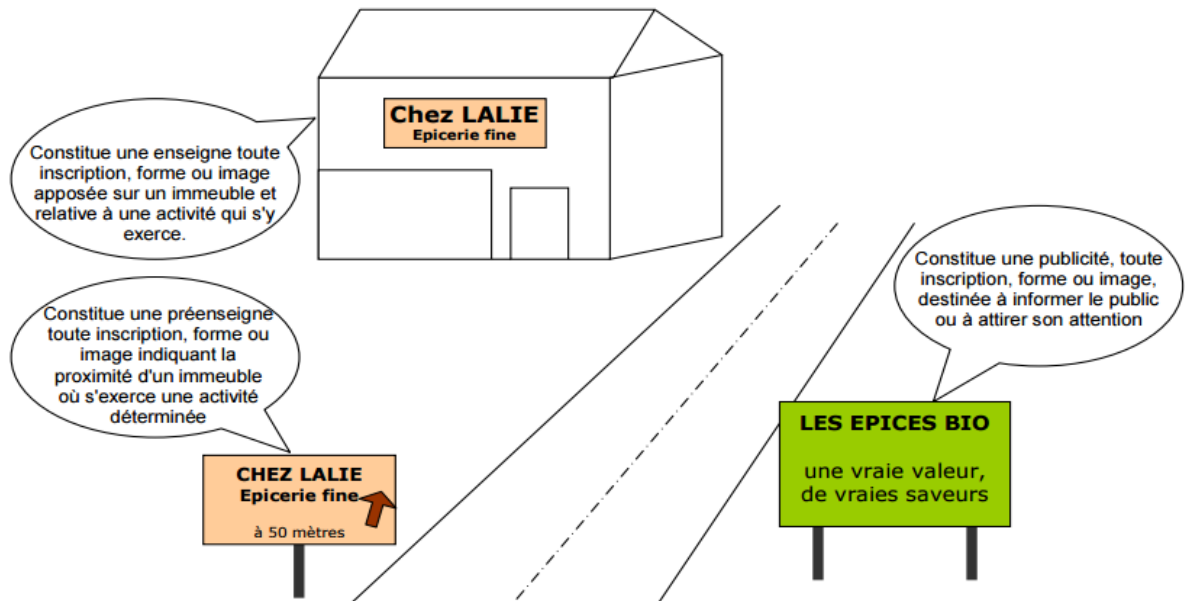 Chez LALIE
Epicerie fine
Constitue une enseigne toute
inscription, forme ou image
apposée sur un immeuble et
relative à une activité qui s'y
exerce.
Constitue une publicité, toute
inscription, forme ou image,
destinée à informer le public
ou à attirer son attention
Constitue une préenseigne
toute inscription, forme ou
image indiquant la
proximité d'un immeuble
où s'exerce une activité
déterminée
LES EPICES BIO
une vraie valeur,
de vraies saveurs
CHEZ LALIE
Epicerie fine
à 50 mètres